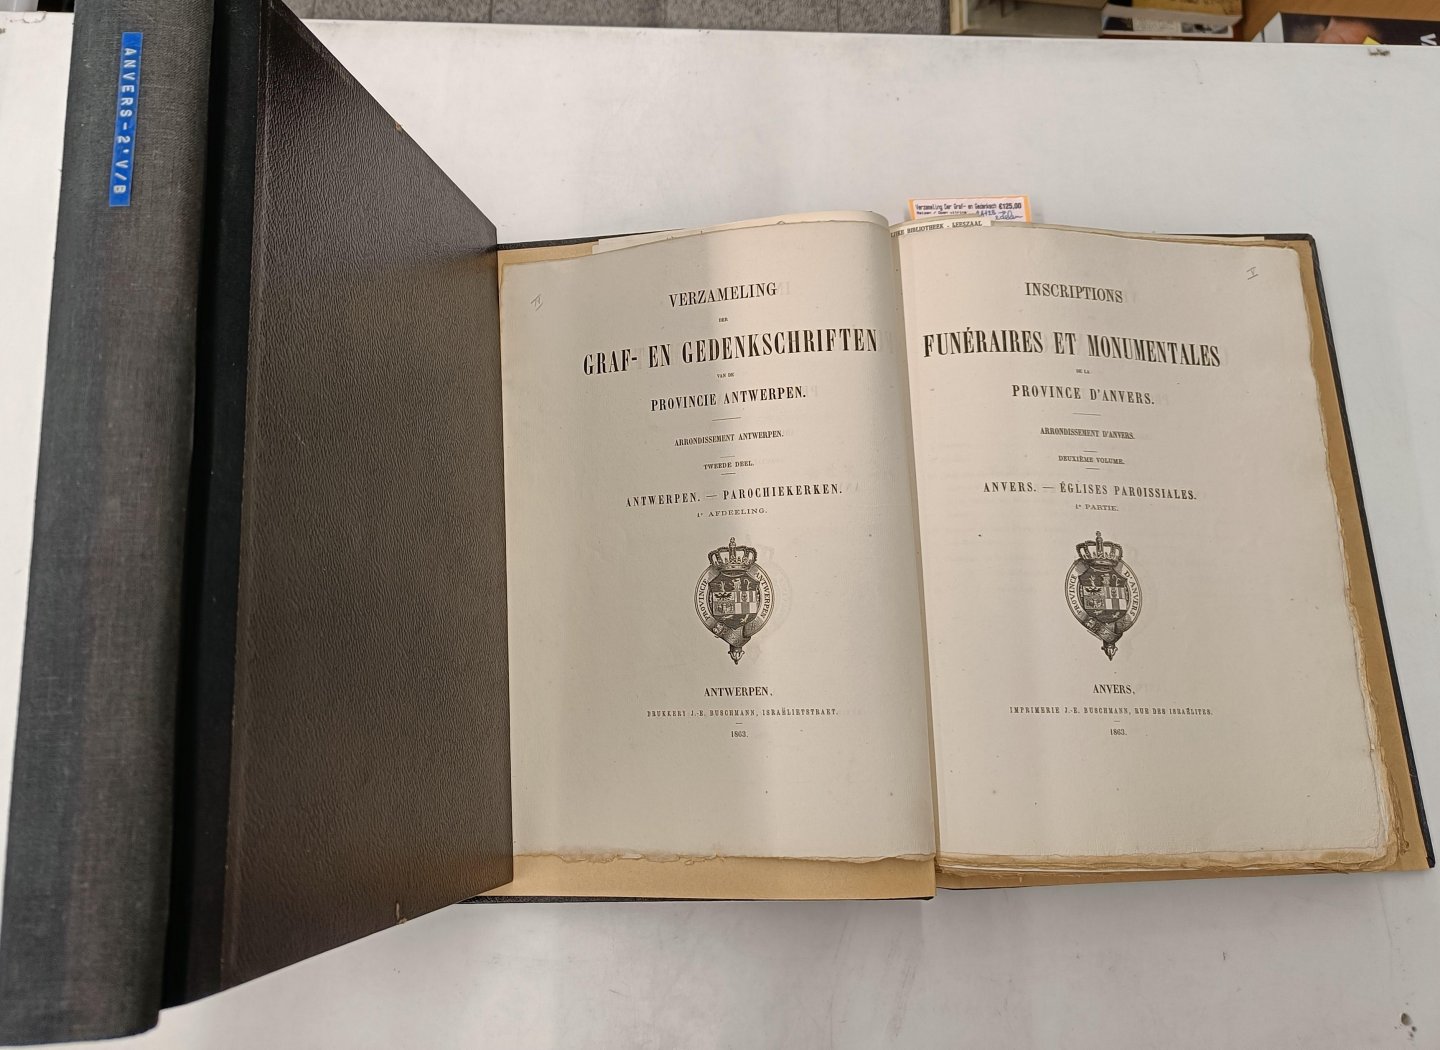 ANVERS-2°V/B
Verzameling Der Graf- en Gedenksch €125,00
BIBLIOTHEEK - LEESZAAL
IV
VERZAMELING
DER
GRAF- EN GEDENKSCHRIFTEN
VAN DE
PROVINCIE ANTWERPEN.
ARRONDISSEMENT ANTWERPEN.
TWEEDE DEEL.
ANTWERPEN. — PAROCHIEKERKEN.
1e AFDEELING.
PROVINCIE ANTWERPEN
ANTWERPEN,
DRUKKERY J.-E. BUSCHMANN, ISRAËLIETSTRAET.
1863.
V
INSCRIPTIONS
FUNÉRAIRES ET MONUMENTALES
DE LA
PROVINCE D'ANVERS.
ARRONDISSEMENT D'ANVERS.
DEUXIÈME VOLUME.
ANVERS. — ÉGLISES PAROISSIALES.
1e PARTIE.
PROVINCE D'ANVERS
ANVERS,
IMPRIMERIE J.-E. BUSCHMANN, RUE DES ISRAËLITES.
1863.